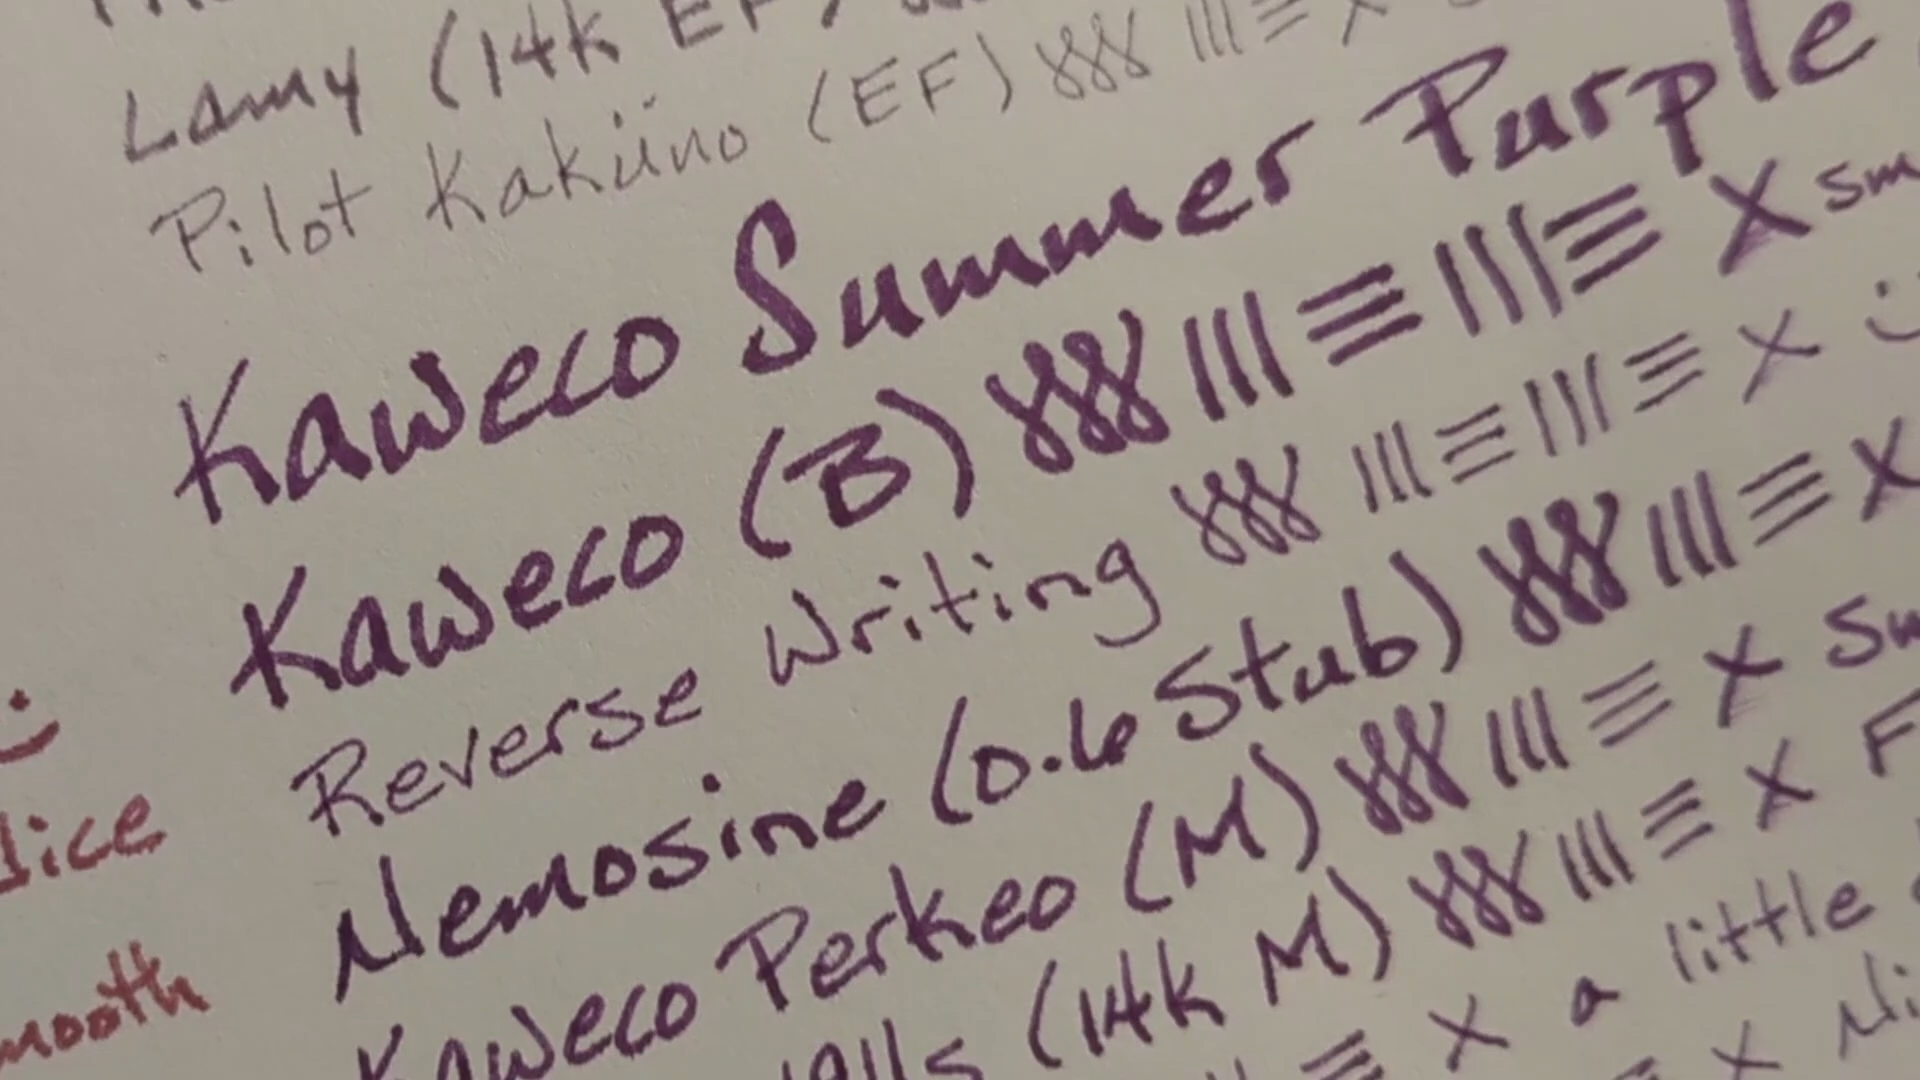 Lamy (14k EF)
Pilot Kakuno (EF)
Kaweco Summer Purple
Kaweco (B) X
Reverse Writing X
Nemosine (0.6 Stub) X
Kaweco Perkeo (M) X
(14k M) X
a little